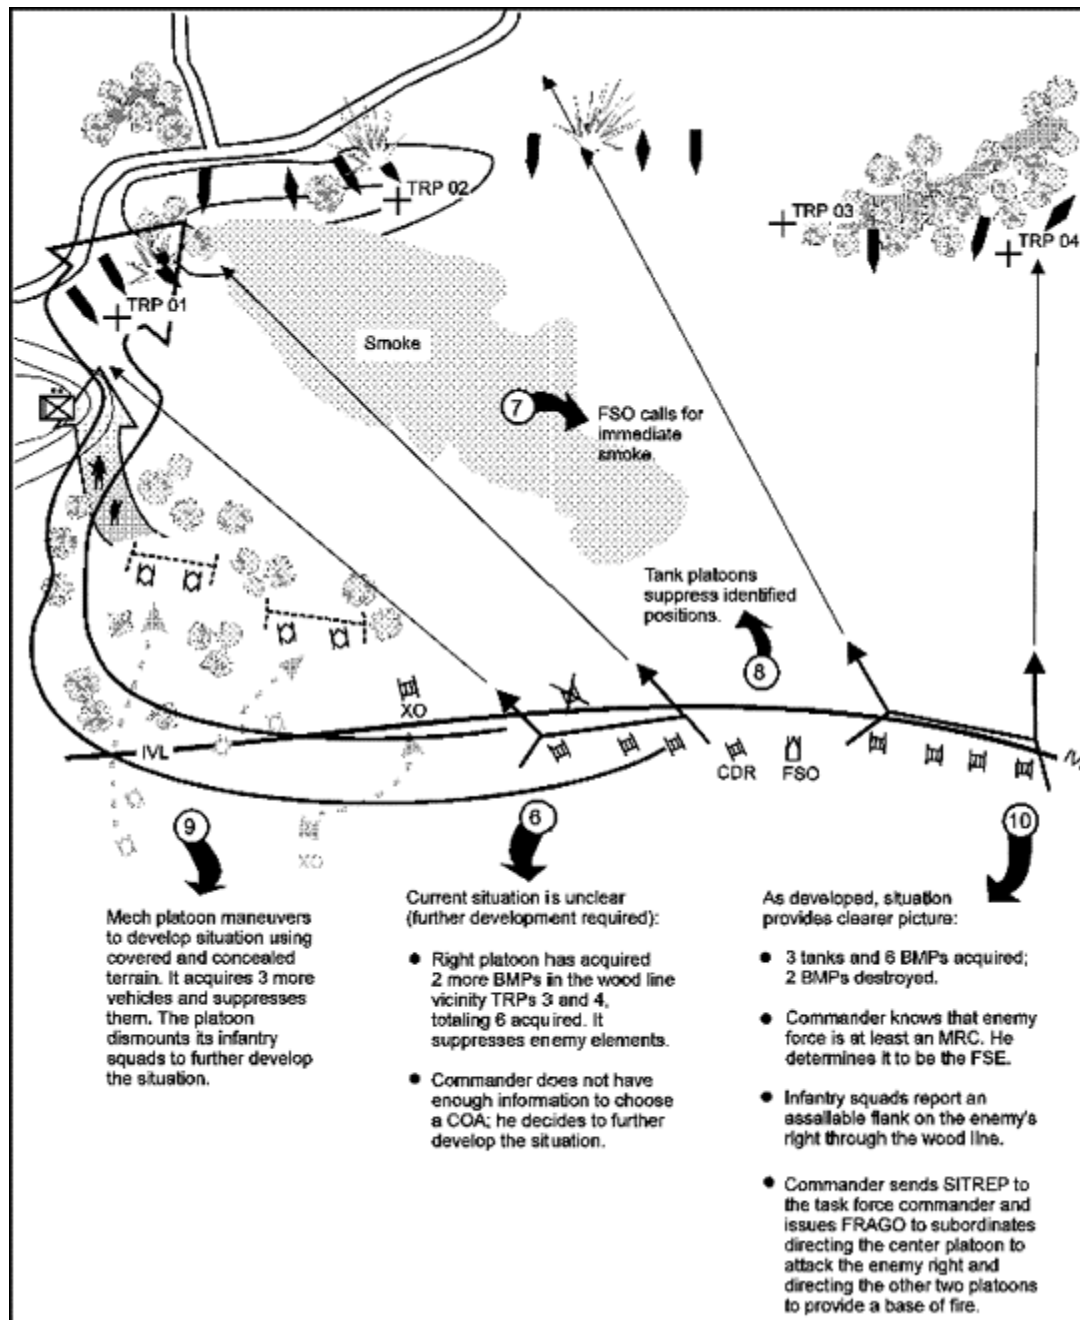 TRP 02
TRP 03
TRP 04
TRP 01
Smoke
7
FSO calls for
immediate
smoke.
Tank platoons
suppress identified
positions.
8
XO
IVL
CDR
FSO
XO
9
6
10
Mech platoon maneuvers
to develop situation using
covered and concealed
terrain. It acquires 3 more
vehicles and suppresses
them. The platoon
dismounts its infantry
squads to further develop
the situation.
Current situation is unclear
(further development required):
● Right platoon has acquired
2 more BMPs in the wood line
vicinity TRPs 3 and 4,
totaling 6 acquired. It
suppresses enemy elements.
● Commander does not have
enough information to choose
a COA; he decides to further
develop the situation.
As developed, situation
provides clearer picture:
● 3 tanks and 6 BMPs acquired;
2 BMPs destroyed.
● Commander knows that enemy
force is at least an MRC. He
determines it to be the FSE.
● Infantry squads report an
assailable flank on the enemy's
right through the wood line.
● Commander sends SITREP to
the task force commander and
issues FRAGO to subordinates
directing the center platoon to
attack the enemy right and
directing the other two platoons
to provide a base of fire.